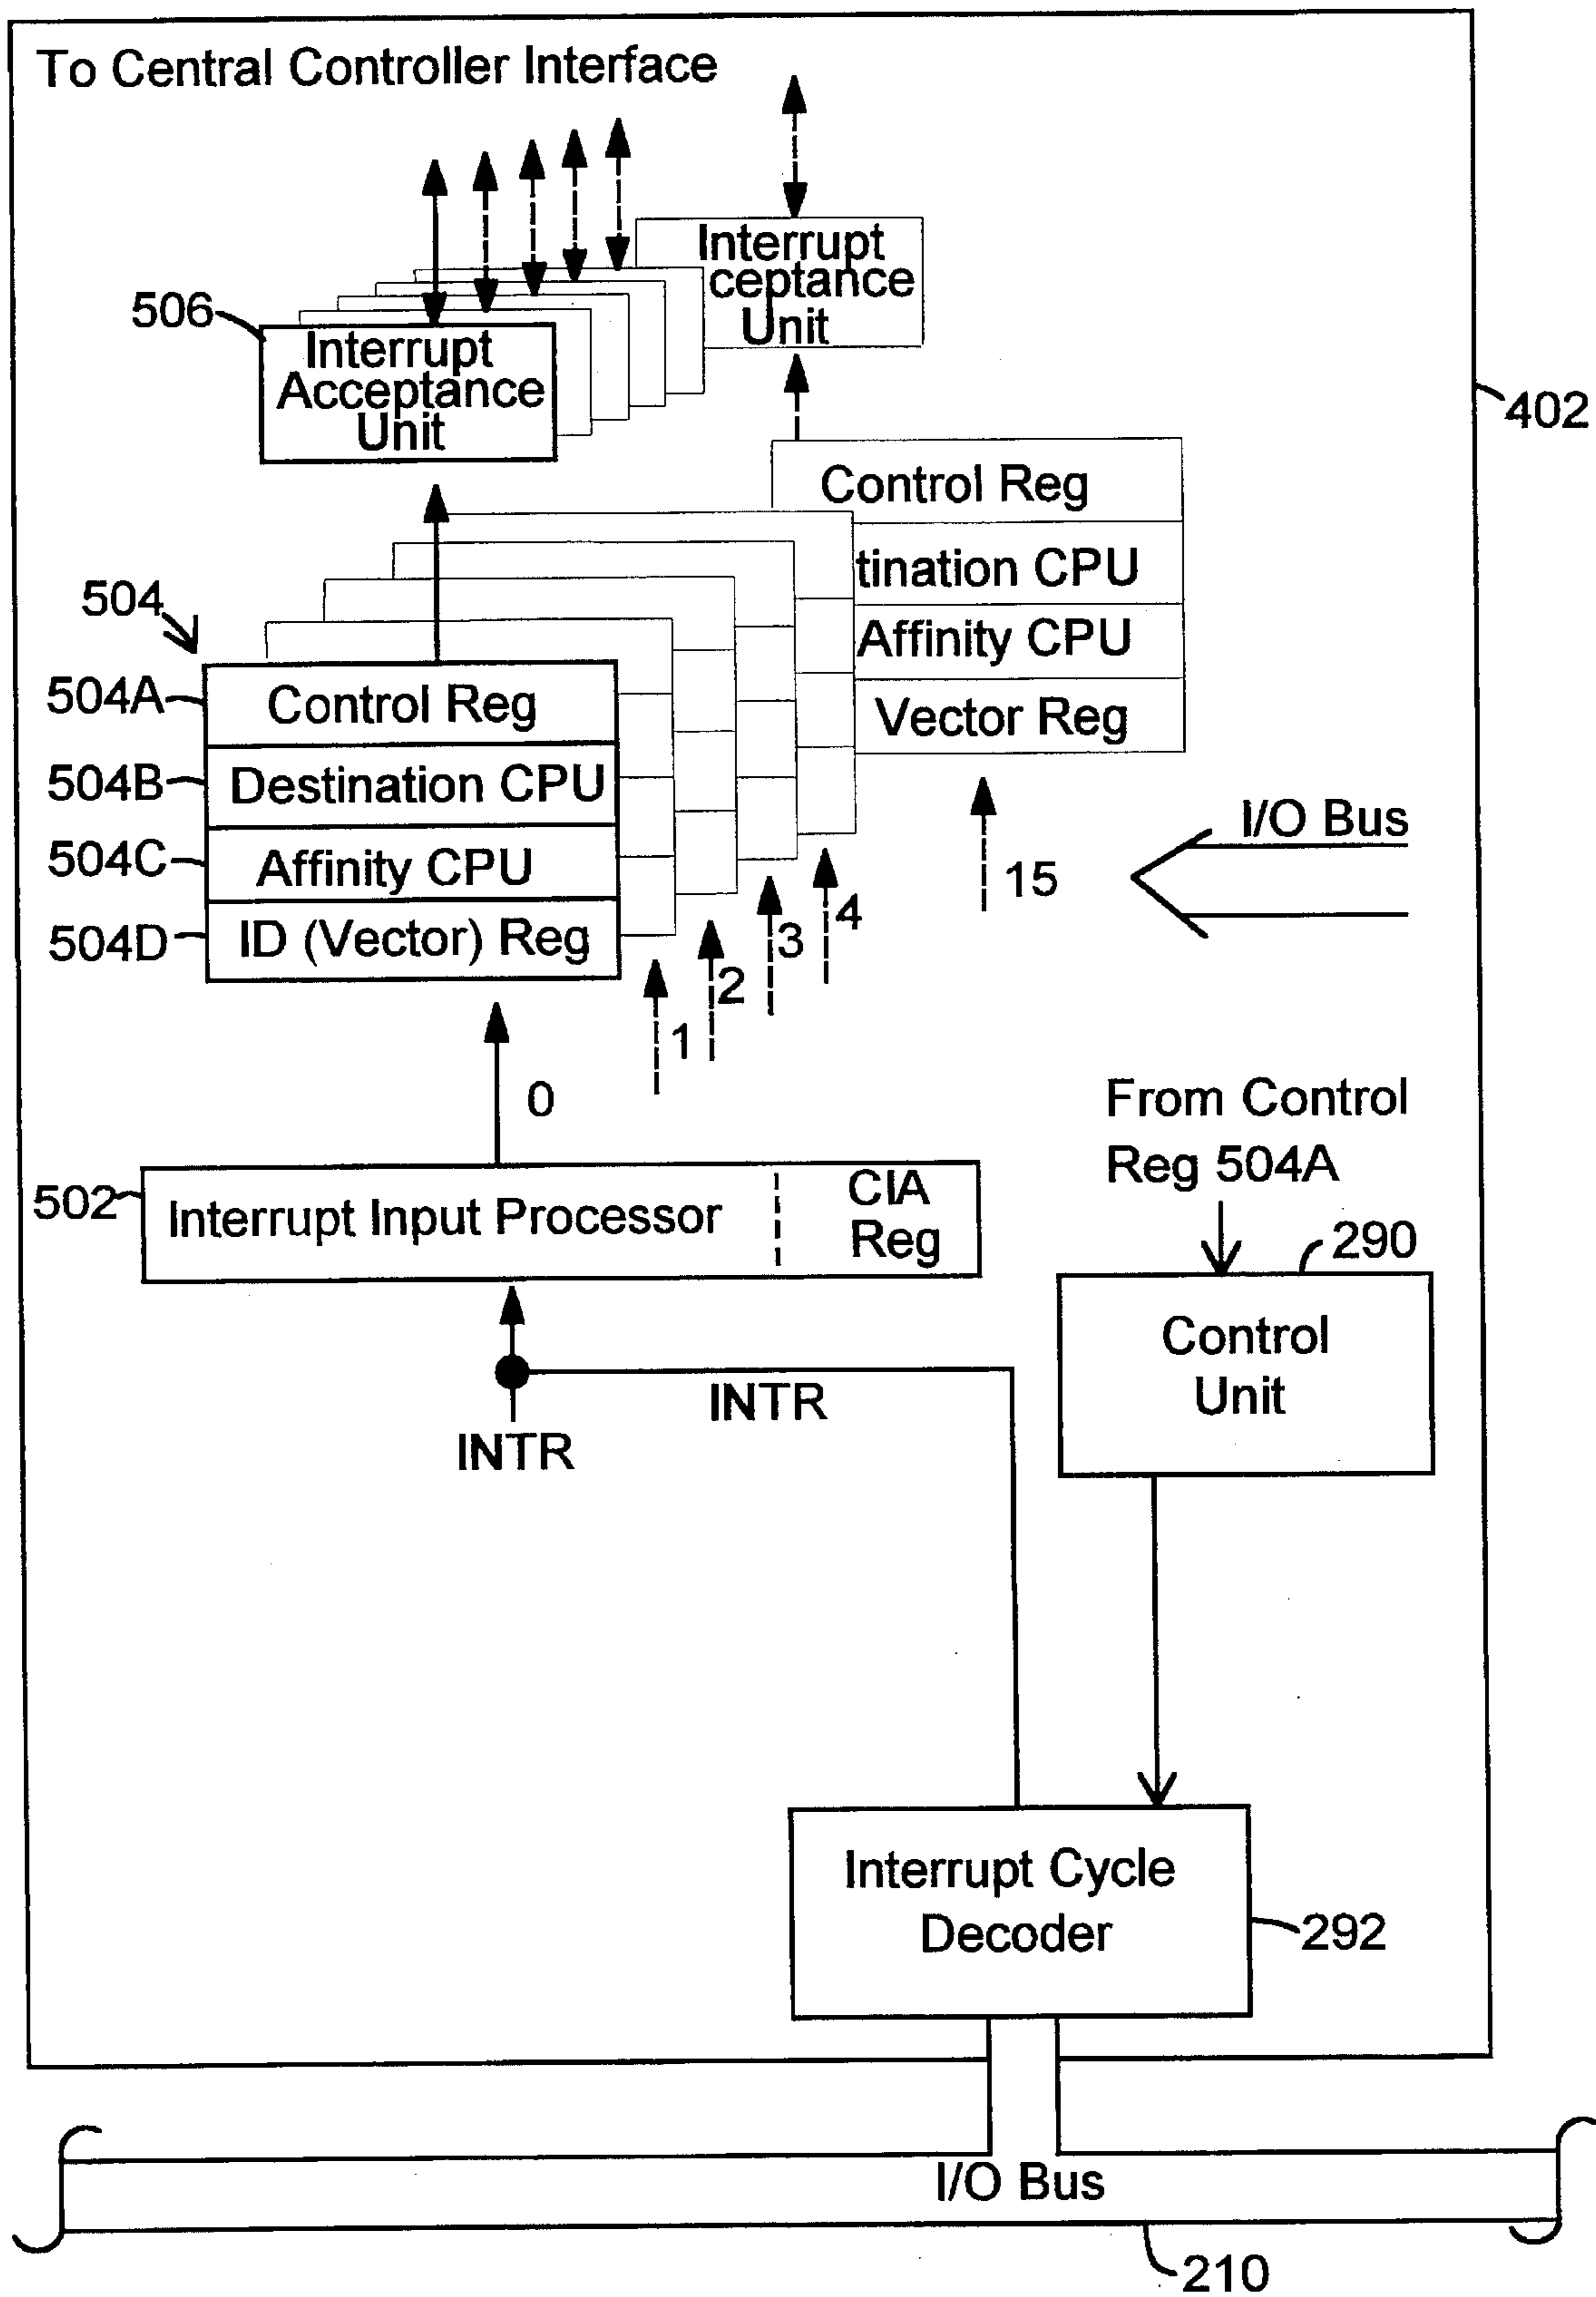 To Central Controller Interface
Interrupt
ceptance
Unit
506
Interrupt
Acceptance
Unit
402
Control Reg
tination CPU
Affinity CPU
Vector Reg
504
504A
Control Reg
504B
Destination CPU
504C
Affinity CPU
504D
ID (Vector) Reg
I/O Bus
15
4
3
2
1
0
From Control
Reg 504A
502
Interrupt Input Processor
CIA
Reg
290
Control
Unit
INTR
INTR
Interrupt Cycle
Decoder
292
I/O Bus
210